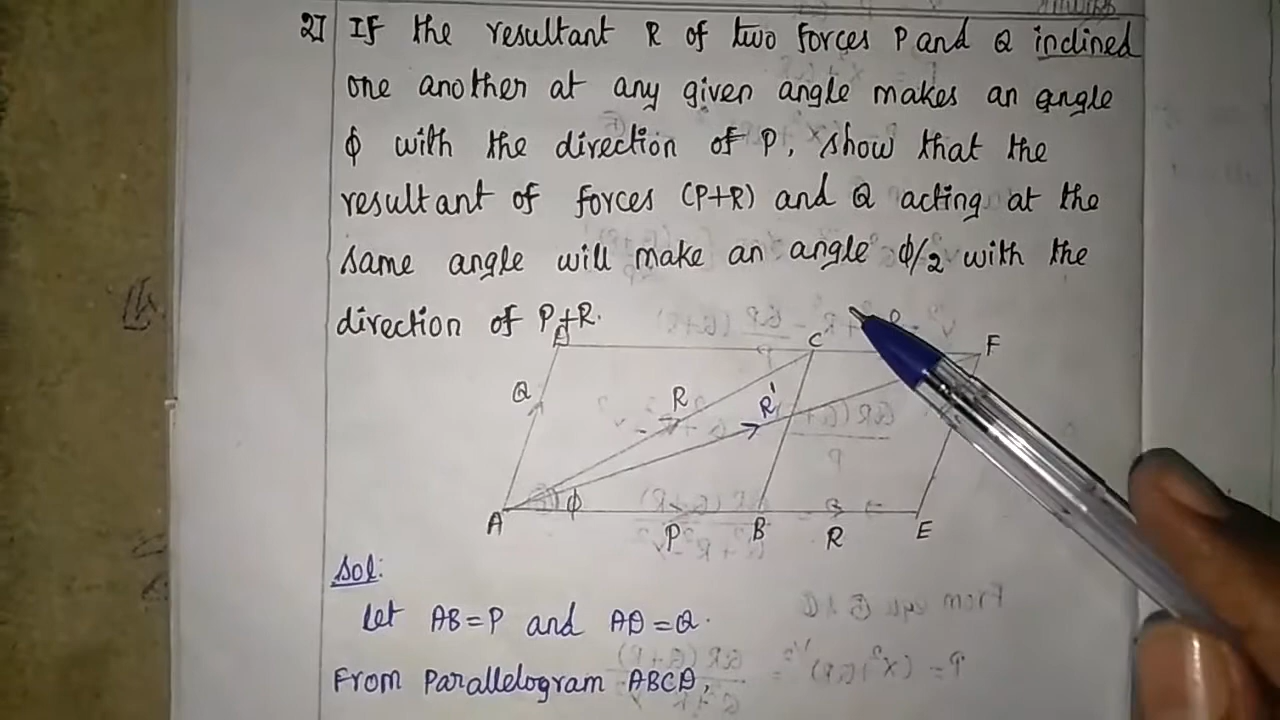 2] If the resultant R of two forces P and Q inclined
one another at any given angle makes an angle
ϕ with the direction of P, show that the
resultant of forces (P+R) and Q acting at the
same angle will make an angle ϕ/2 with the
direction of P+R.
D C F
Q R R'
A ϕ P B R E
Sol:
Let AB=P and AD=Q.
From Parallelogram ABCD,